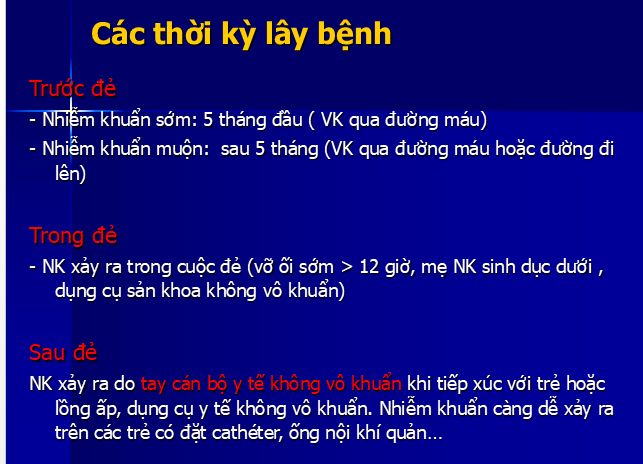 Các thời kỳ lây bệnh
Trước đẻ
- Nhiễm khuẩn sớm: 5 tháng đầu ( VK qua đường máu)
- Nhiễm khuẩn muộn: sau 5 tháng (VK qua đường máu hoặc đường đi
lên)
Trong đẻ
- NK xảy ra trong cuộc đẻ (vỡ ối sớm > 12 giờ, mẹ NK sinh dục dưới ,
dụng cụ sản khoa không vô khuẩn)
Sau đẻ
NK xảy ra do tay cán bộ y tế không vô khuẩn khi tiếp xúc với trẻ hoặc
lồng ấp, dụng cụ y tế không vô khuẩn. Nhiễm khuẩn càng dễ xảy ra
trên các trẻ có đặt cathéter, ống nội khí quản...